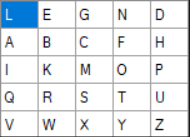 L E G N D
A B C F H
I K M O P
Q R S T U
V W X Y Z